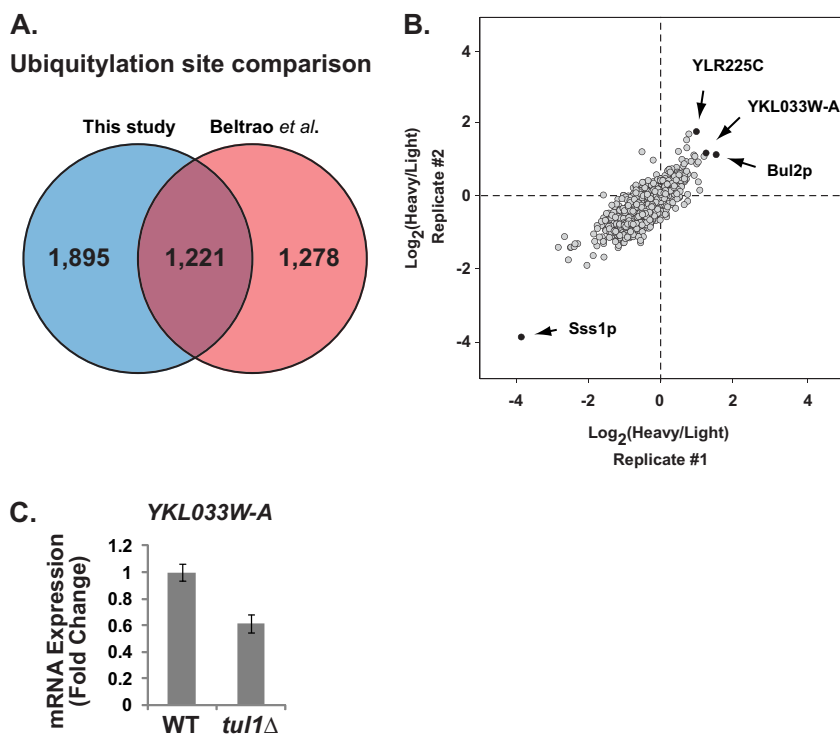 A.
Ubiquitylation site comparison
This study
Beltrao et al.
1,895
1,221
1,278
B.
Log2(Heavy/Light)
Replicate #2
4
2
0
-2
-4
YLR225C
YKL033W-A
Bul2p
Sss1p
-4
-2
0
2
4
Log2(Heavy/Light)
Replicate #1
C.
YKL033W-A
mRNA Expression
(Fold Change)
1.2
1
0.8
0.6
0.4
0.2
0
WT
tul1Δ